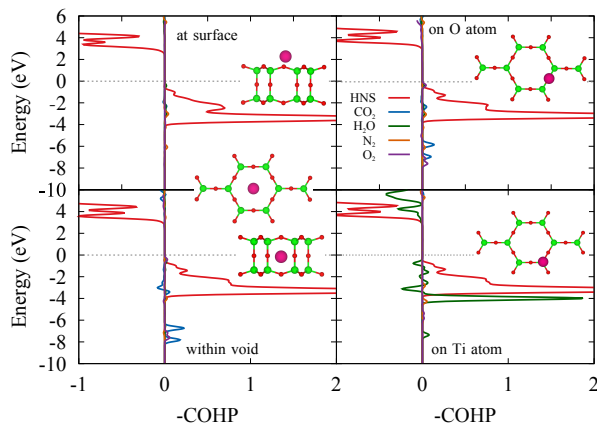 6
4
2
0
-2
-4
-6
-8
-10
Energy (eV)
at surface
on O atom
HNS
CO₂
H₂O
N₂
O₂
4
2
0
-2
-4
-6
-8
-10
Energy (eV)
within void
on Ti atom
-1 0 1 2
-1 0 1 2
-COHP
-COHP